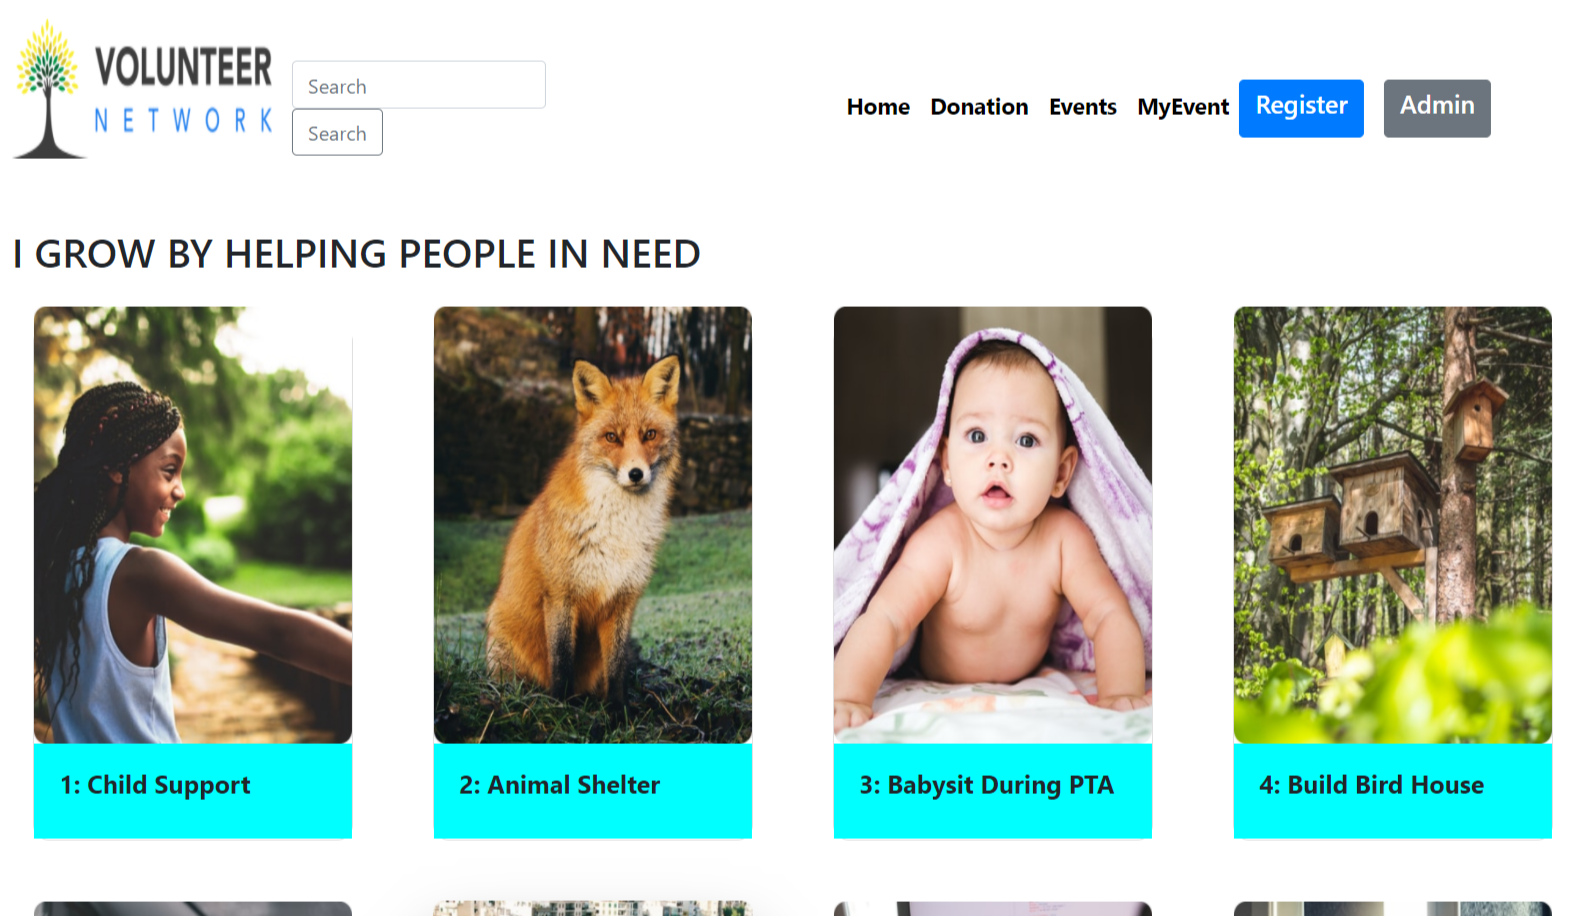 VOLUNTEER
NETWORK
Search
Search
Home Donation Events MyEvent Register Admin
I GROW BY HELPING PEOPLE IN NEED
1: Child Support
2: Animal Shelter
3: Babysit During PTA
4: Build Bird House